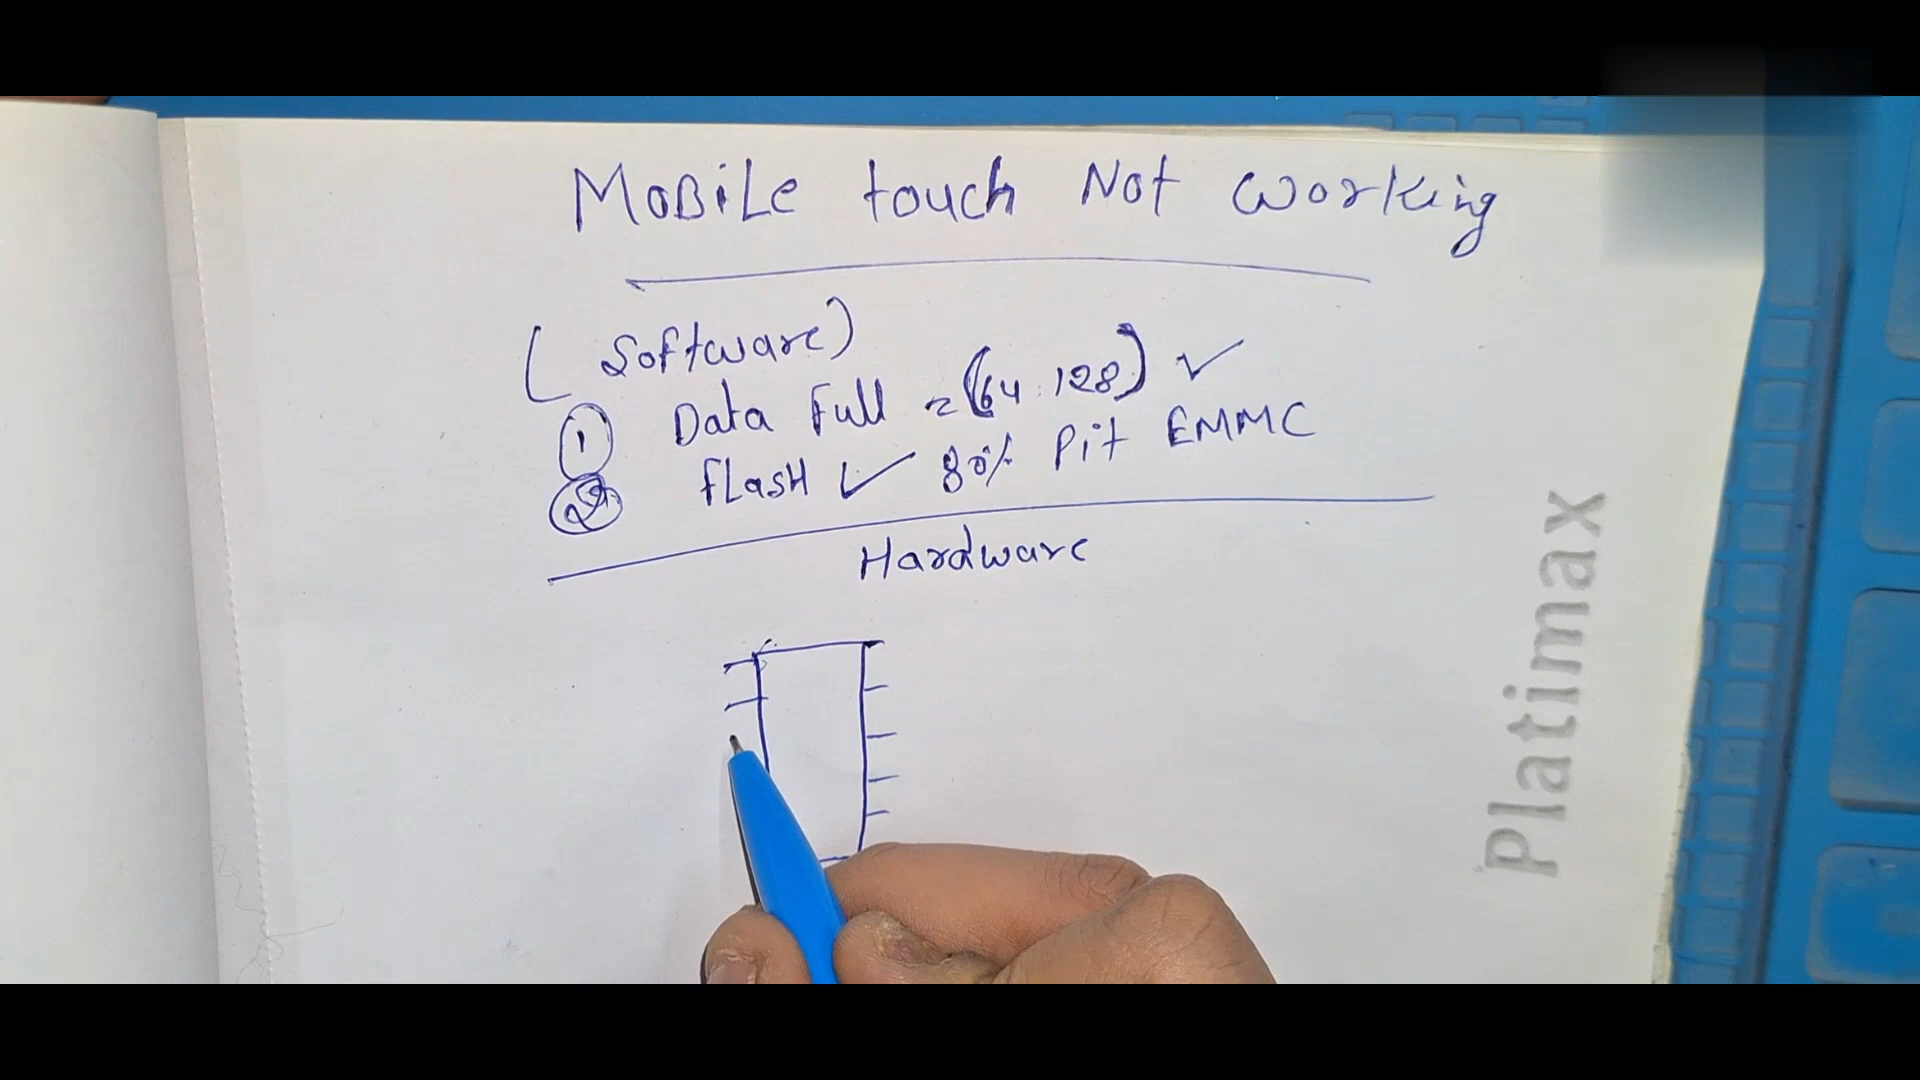 MoBiLe touch Not working
(Software)
1 Data Full = (64 128) ✓
2 FLasH ✓ 80% Pit EMMC
Hardware
Platimax